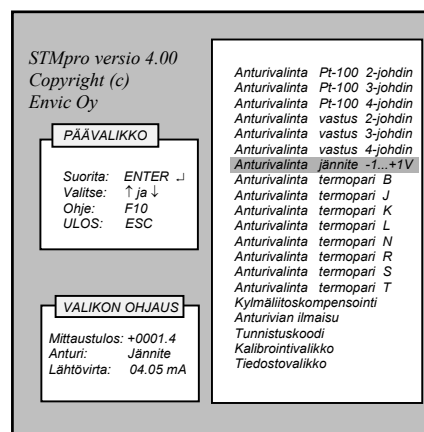 STMpro versio 4.00
Copyright (c)
Envic Oy
PÄÄVALIKKO
Suorita: ENTER ↵
Valitse: ↑ ja ↓
Ohje: F10
ULOS: ESC
VALIKON OHJAUS
Mittaustulos: +0001.4
Anturi: Jännite
Lähtövirta: 04.05 mA
Anturivalinta Pt-100 2-johdin
Anturivalinta Pt-100 3-johdin
Anturivalinta Pt-100 4-johdin
Anturivalinta vastus 2-johdin
Anturivalinta vastus 3-johdin
Anturivalinta vastus 4-johdin
Anturivalinta jännite -1...+1V
Anturivalinta termopari B
Anturivalinta termopari J
Anturivalinta termopari K
Anturivalinta termopari L
Anturivalinta termopari N
Anturivalinta termopari R
Anturivalinta termopari S
Anturivalinta termopari T
Kylmäliitoskompensointi
Anturivian ilmaisu
Tunnistuskoodi
Kalibrointivalikko
Tiedostovalikko